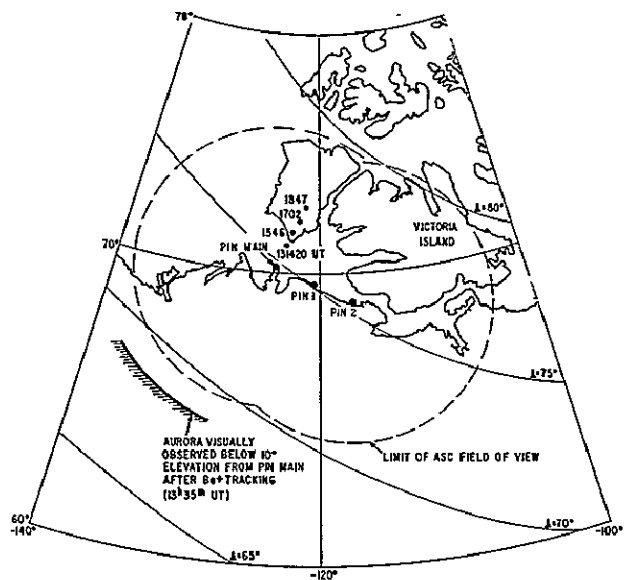 78°
Λ=80°
1847
1702
1546
131420 UT
VICTORIA
ISLAND
70°
PIN MAIN
PIN 3
PIN 2
Λ=75°
AURORA VISUALLY
OBSERVED BELOW 10°
ELEVATION FROM PIN MAIN
AFTER Ba+ TRACKING
(13h35m UT)
LIMIT OF ASC FIELD OF VIEW
60°
-140°
Λ=65°
Λ=70°
-100°
-120°